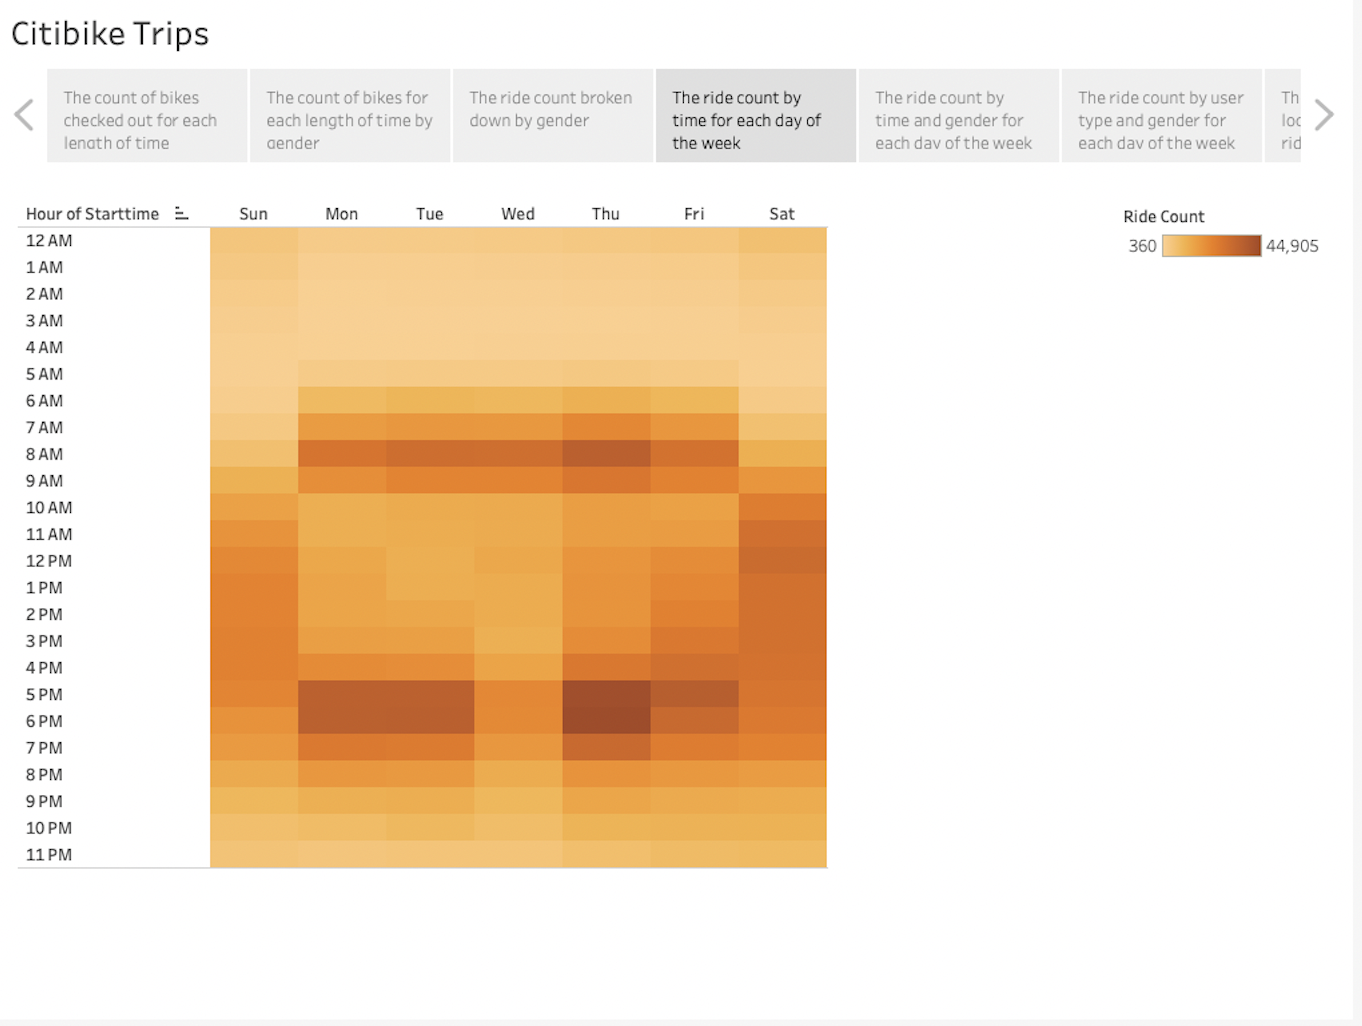 Citibike Trips
The count of bikes
checked out for each
length of time
The count of bikes for
each length of time by
gender
The ride count broken
down by gender
The ride count by
time for each day of
the week
The ride count by
time and gender for
each day of the week
The ride count by user
type and gender for
each day of the week
Th
loc
rid
Hour of Starttime Sun Mon Tue Wed Thu Fri Sat
Ride Count
360 44,905
12 AM
1 AM
2 AM
3 AM
4 AM
5 AM
6 AM
7 AM
8 AM
9 AM
10 AM
11 AM
12 PM
1 PM
2 PM
3 PM
4 PM
5 PM
6 PM
7 PM
8 PM
9 PM
10 PM
11 PM